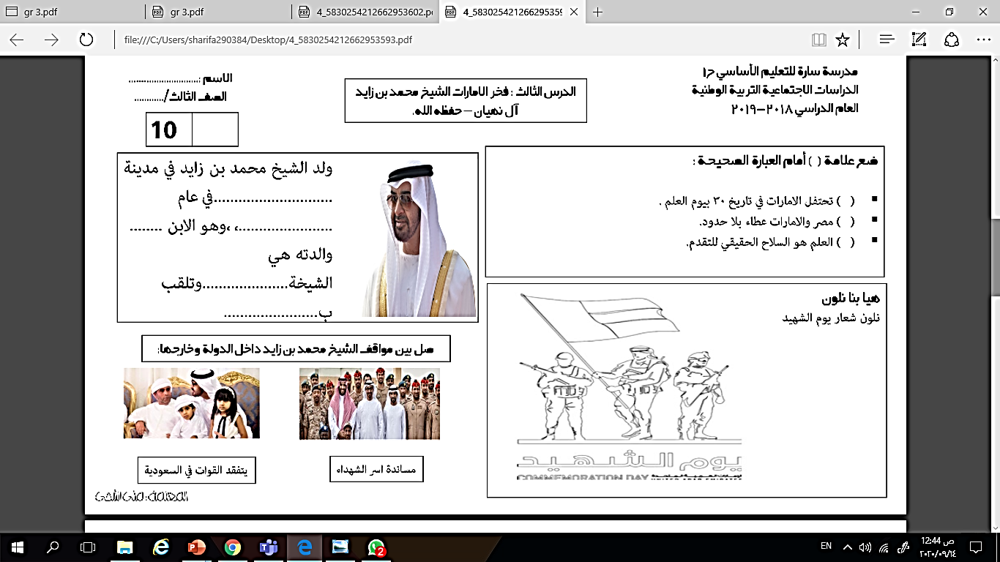 gr 3.pdf
gr 3.pdf
4_5830254212662953602.p
4_583025421266295359
file:///C:/Users/sharifa290384/Desktop/4_5830254212662953593.pdf
مدرسة سارة للتعليم الأساسي ح١
الدراسات الاجتماعية التربية الوطنية
العام الدراسي ٢٠١٨–٢٠١٩
الدرس الثالث : فخر الامارات الشيخ محمد بن زايد
آل نهيان – حفظه الله.
الاسم :............................
الصف الثالث/............
10
ضع علامة ( ) أمام العبارة الصحيحة :
▪ ( ) تحتفل الامارات في تاريخ ٣٠ بيوم العلم .
▪ ( ) مصر والامارات عطاء بلا حدود.
▪ ( ) العلم هو السلاح الحقيقي للتقدم.
ولد الشيخ محمد بن زايد في مدينة
..............................في عام
........................، ،وهو الابن ........
والدته هي
الشيخة......................وتلقب
ب........................
هيا بنا نلون
نلون شعار يوم الشهيد
يوم الشهيد
COMMEMORATION DAY
صل بين مواقف الشيخ محمد بن زايد داخل الدولة وخارجها:
مساندة اسر الشهداء
يتفقد القوات في السعودية
EN
12:44 ص
٢٠٢٠/٠٩/١٤
2